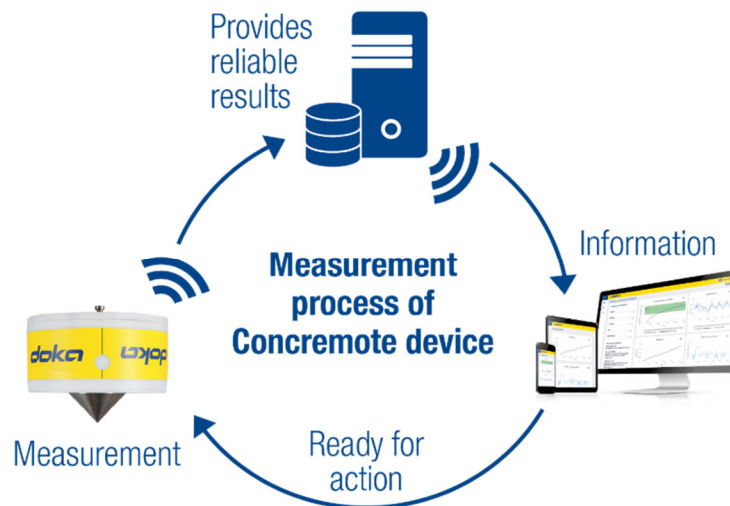 Provides
reliable
results
Information
Measurement
process of
Concremote device
doka
doka
Measurement
Ready for
action